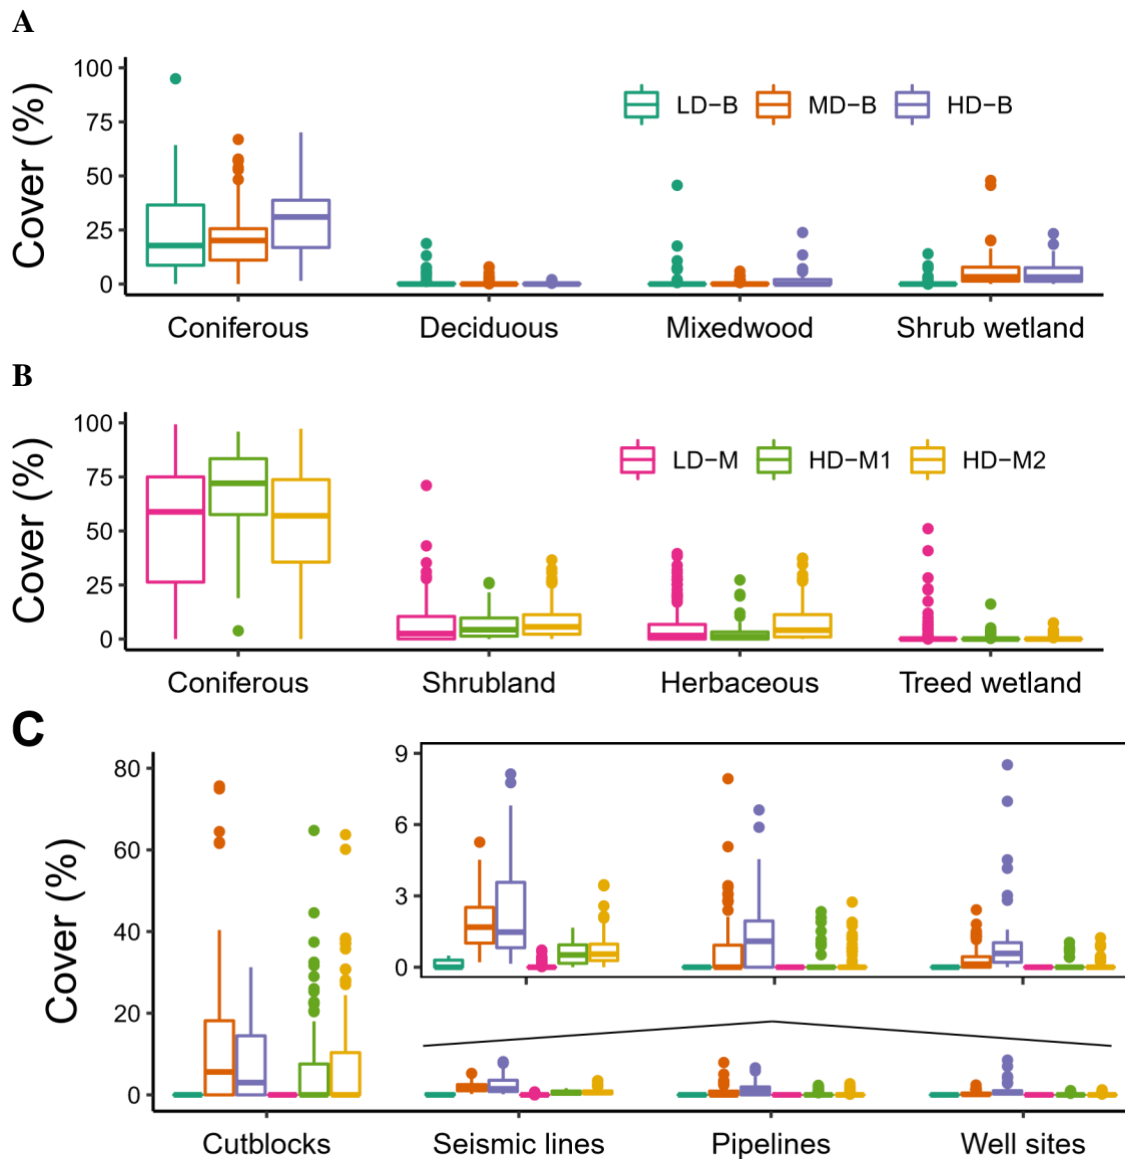 A
Cover (%)
100
75
50
25
0
LD−B MD−B HD−B
Coniferous Deciduous Mixedwood Shrub wetland
B
Cover (%)
100
75
50
25
0
LD−M HD−M1 HD−M2
Coniferous Shrubland Herbaceous Treed wetland
C
Cover (%)
80
60
40
20
0
9
6
3
0
Cutblocks Seismic lines Pipelines Well sites